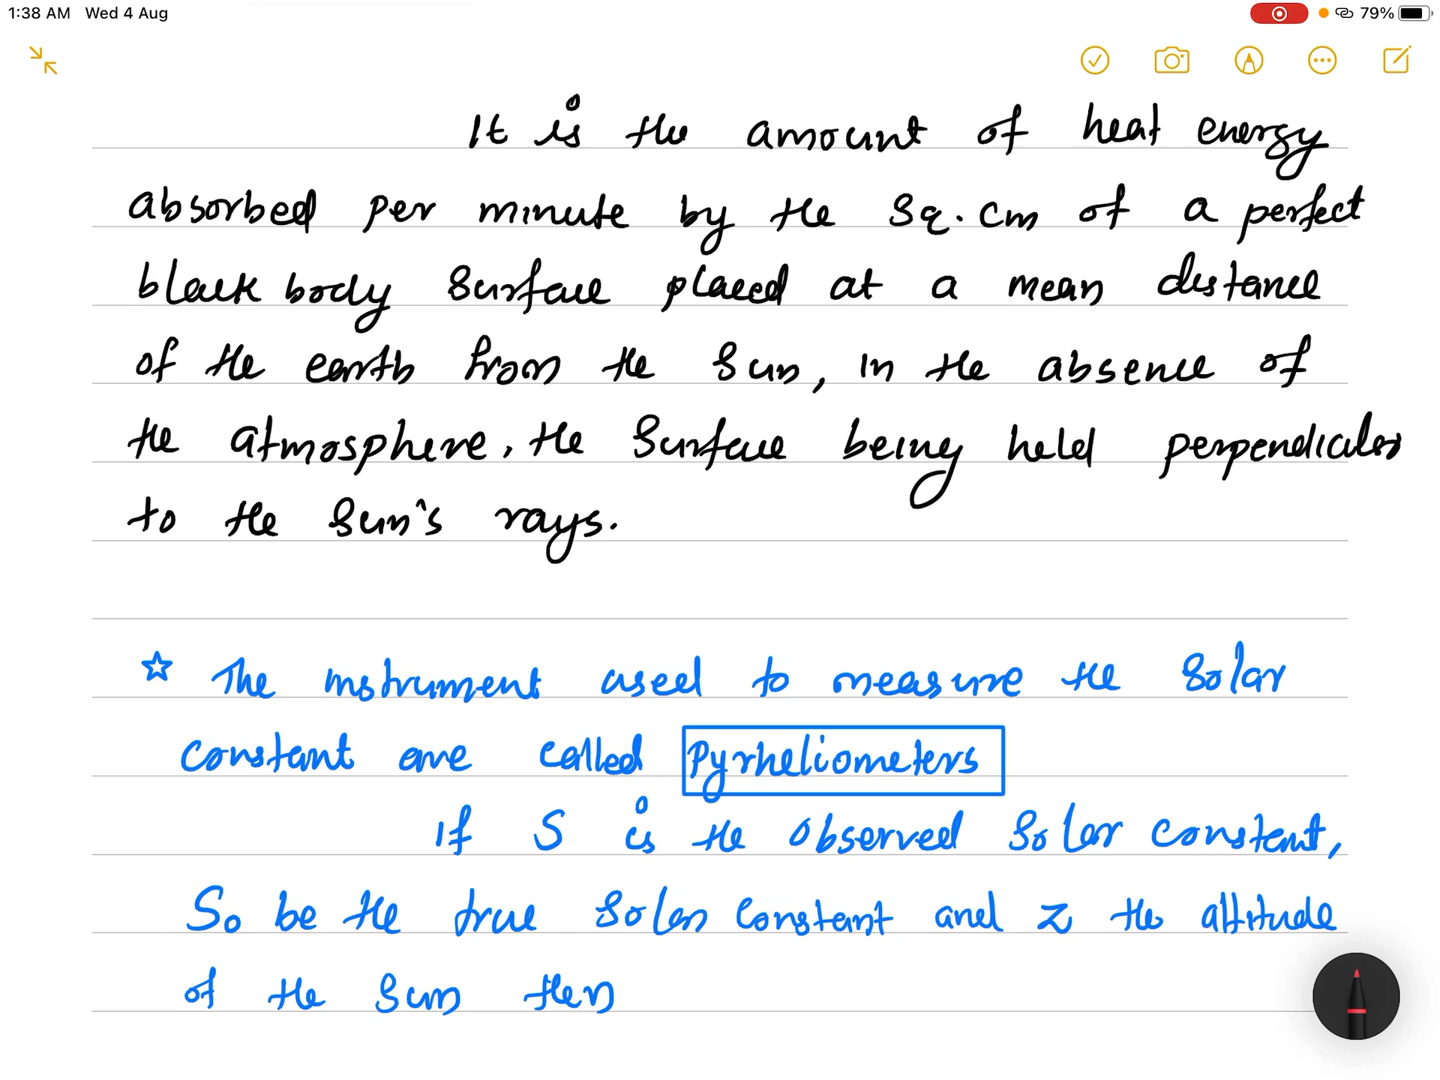 1:38 AM Wed 4 Aug 79%
It is the amount of heat energy
absorbed per minute by the Sq. cm of a perfect
black body surface placed at a mean distance
of the earth from the Sun, in the absence of
the atmosphere, the surface being held perpendicular
to the Sun's rays.
☆ The instrument used to measure the Solar
constant are called Pyrheliometers
If S is the observed Solar constant,
So be the true Solar constant and Z the altitude
of the Sun then